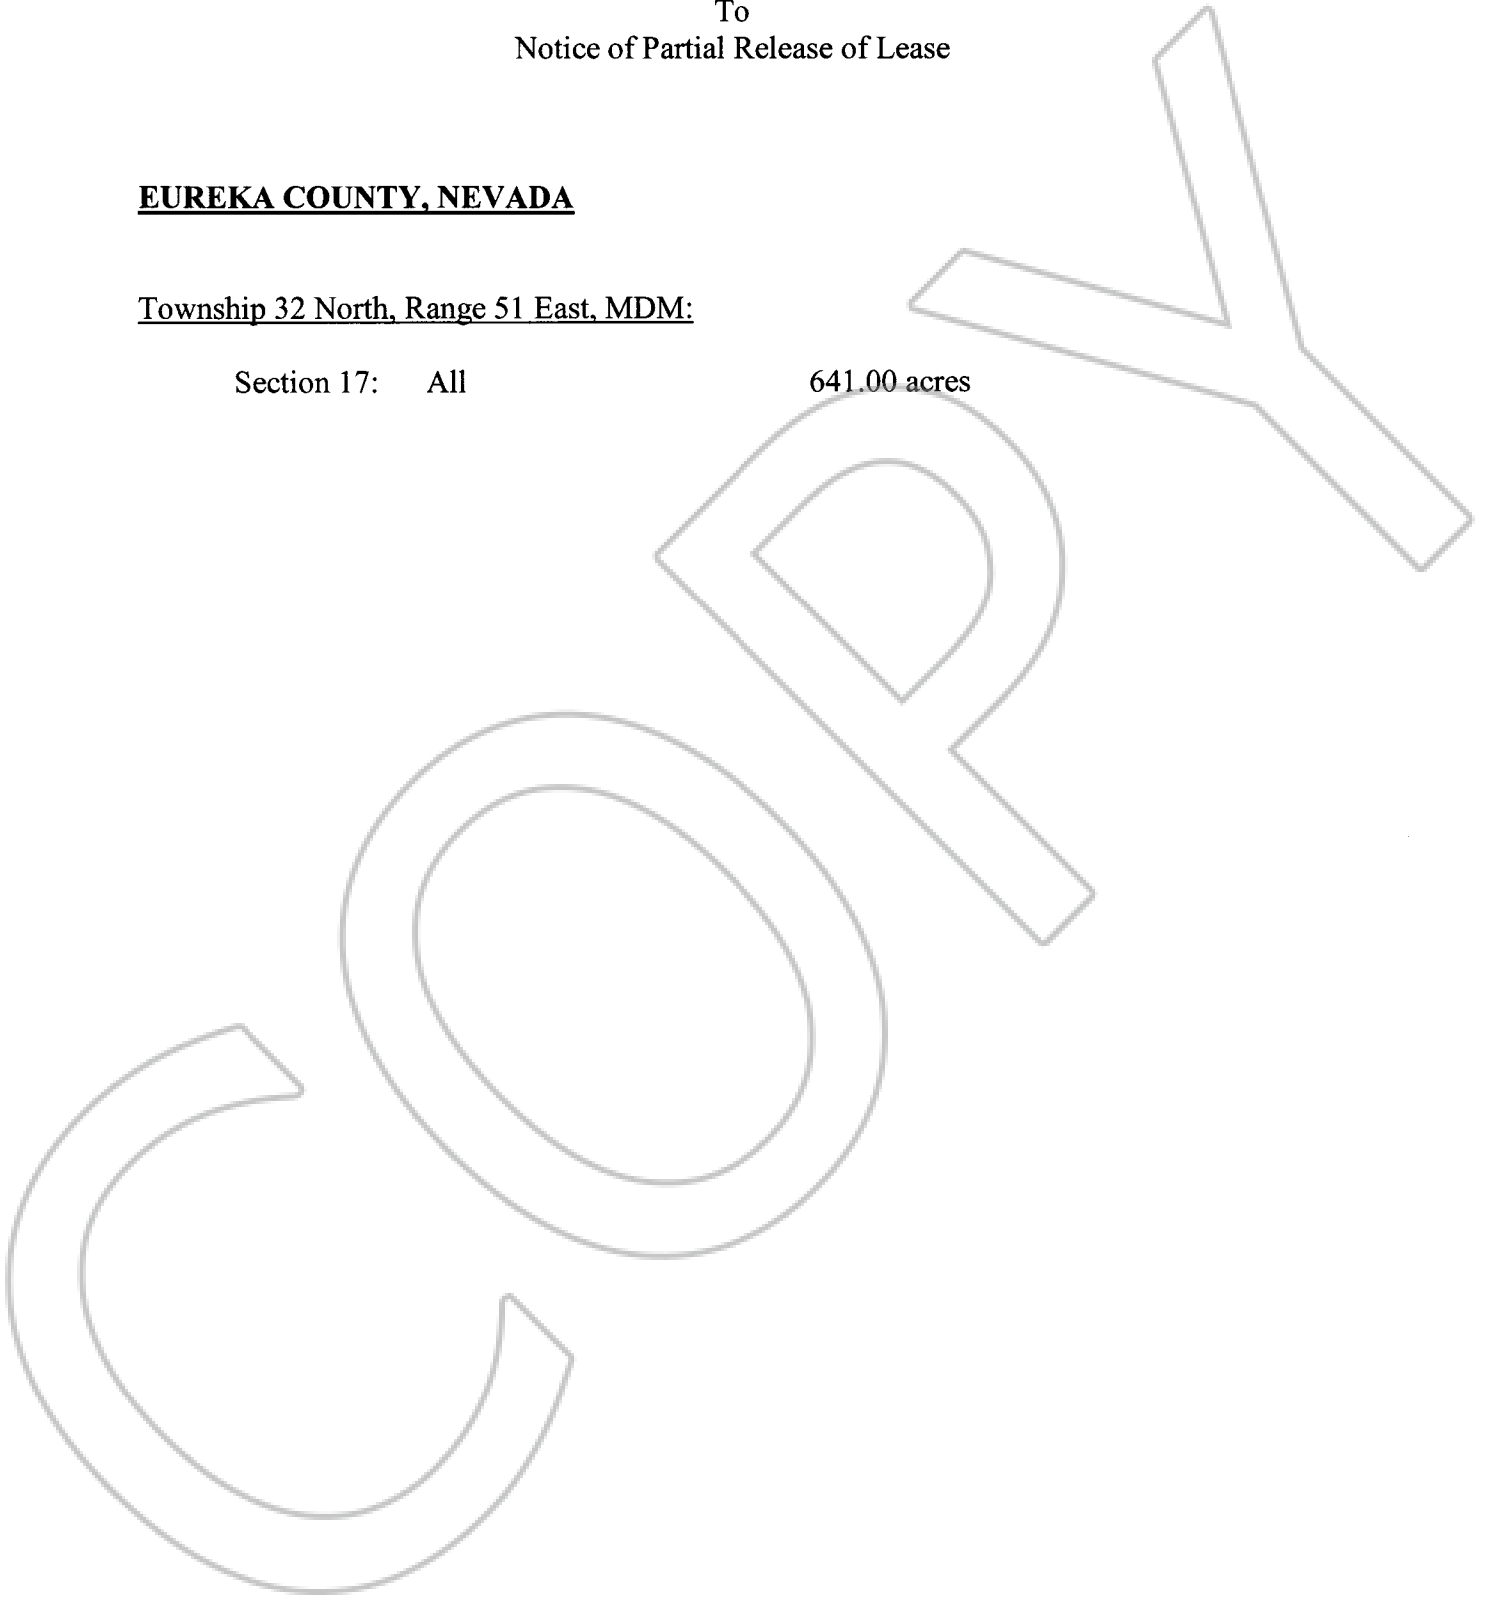 To
Notice of Partial Release of Lease
EUREKA COUNTY, NEVADA
Township 32 North, Range 51 East, MDM:
Section 17: All 641.00 acres
COPY